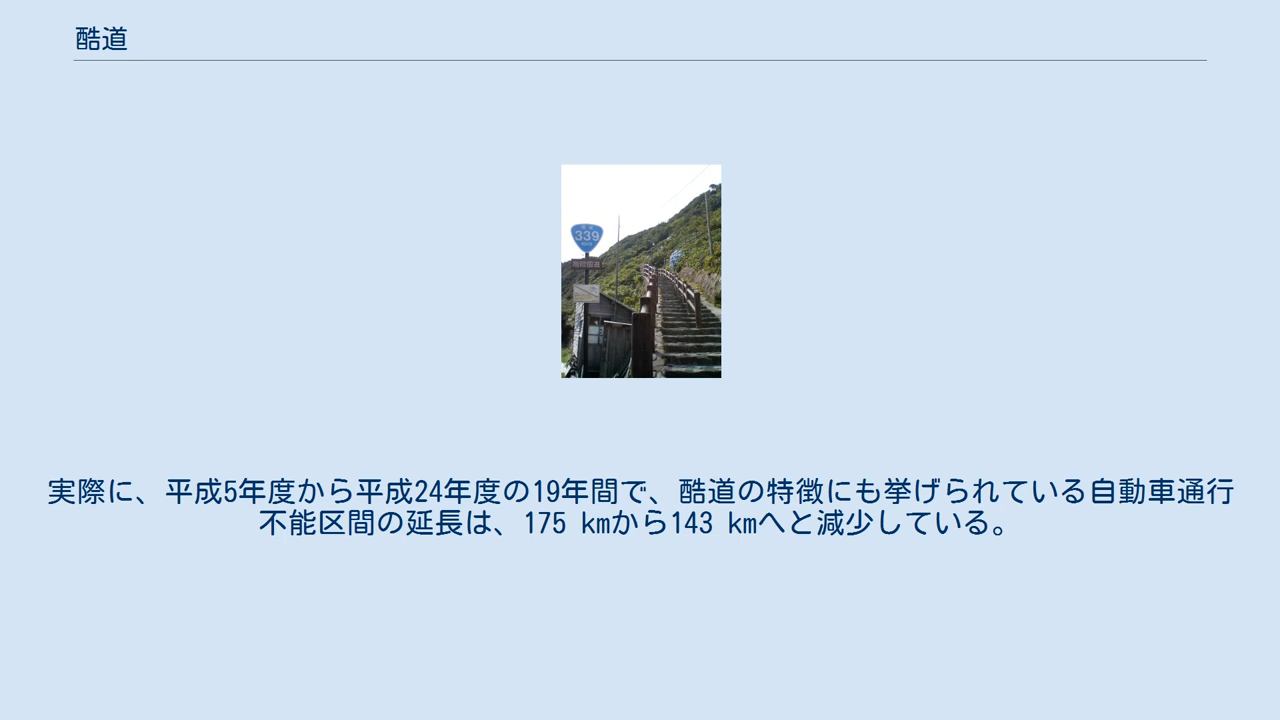 酷道
339
実際に、平成5年度から平成24年度の19年間で、酷道の特徴にも挙げられている自動車通行
不能区間の延長は、175 kmから143 kmへと減少している。